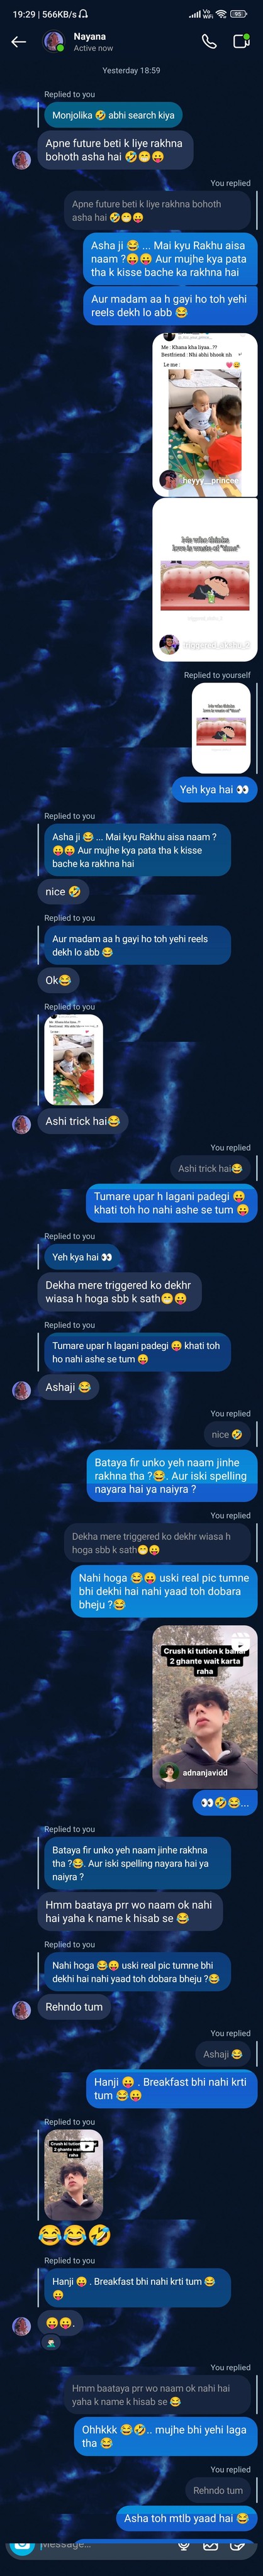 19:29 | 566KB/s
Vo
WiFi
95
Nayana
Active now
Yesterday 18:59
Replied to you
Monjolika 🤣 abhi search kiya
Apne future beti k liye rakhna
bohoth asha hai 🤣😁😛
You replied
Apne future beti k liye rakhna bohoth
asha hai 🤣😁😛
Asha ji 😂 ... Mai kyu Rakhu aisa
naam ?😛😛 Aur mujhe kya pata
tha k kisse bache ka rakhna hai
Aur madam aa h gayi ho toh yehi
reels dekh lo abb 😂
Me : Khana kha liyaa..??
Bestfriend : Nhi abhi bhook nh
Le me :
heyyy__princee
Me who thinks
love is waste of "time"
Replied to yourself
Me who thinks
love is waste of "time"
Yeh kya hai 👀
Replied to you
Asha ji 😂 ... Mai kyu Rakhu aisa naam ?
😛😛 Aur mujhe kya pata tha k kisse
bache ka rakhna hai
nice 🤣
Replied to you
Aur madam aa h gayi ho toh yehi reels
dekh lo abb 😂
Ok😂
Replied to you
Ashi trick hai😂
You replied
Ashi trick hai😂
Tumare upar h lagani padegi 😛
khati toh ho nahi ashe se tum 😛
Replied to you
Yeh kya hai 👀
Dekha mere triggered ko dekhr
wiasa h hoga sbb k sath😁😛
Replied to you
Tumare upar h lagani padegi 😛 khati toh
ho nahi ashe se tum 😛
Ashaji 😂
You replied
nice 🤣
Bataya fir unko yeh naam jinhe
rakhna tha ?😂. Aur iski spelling
nayara hai ya naiyra ?
You replied
Dekha mere triggered ko dekhr wiasa h
hoga sbb k sath😁😛
Nahi hoga 😂😛 uski real pic tumne
bhi dekhi hai nahi yaad toh dobara
bheju ?😂
Crush ki tution k bahar
2 ghante wait karta
raha
adnanjavidd
👀🤣😂...
Replied to you
Bataya fir unko yeh naam jinhe rakhna
tha ?😂. Aur iski spelling nayara hai ya
naiyra ?
Hmm baataya prr wo naam ok nahi
hai yaha k name k hisab se 😂
Replied to you
Nahi hoga 😂😛 uski real pic tumne bhi
dekhi hai nahi yaad toh dobara bheju ?😂
Rehndo tum
You replied
Ashaji 😂
Hanji 😛 . Breakfast bhi nahi krti
tum 😂😛
Replied to you
Crush ki tution k
2 ghante wait karta
raha
😂😂🤣
Replied to you
Hanji 😛 . Breakfast bhi nahi krti tum 😂
😛
😛😛.
You replied
Hmm baataya prr wo naam ok nahi hai
yaha k name k hisab se 😂
Ohhkkk 😂🤣.. mujhe bhi yehi laga
tha 😂
You replied
Rehndo tum
Asha toh mtlb yaad hai 😂
Message...